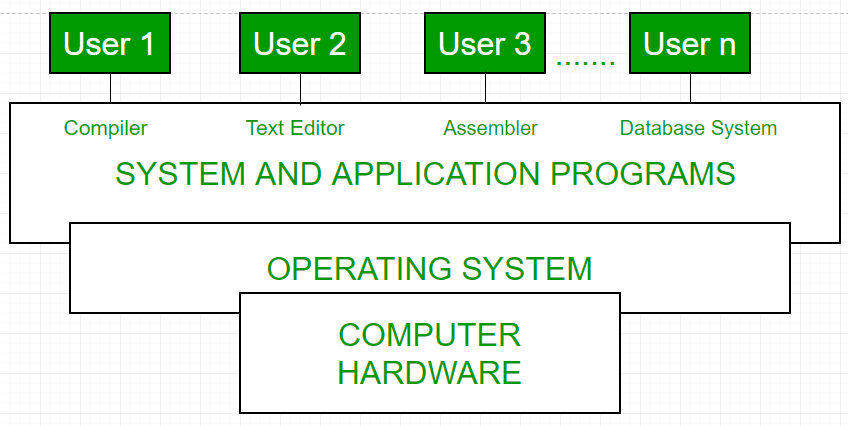 User 1 User 2 User 3 ....... User n
Compiler Text Editor Assembler Database System
SYSTEM AND APPLICATION PROGRAMS
OPERATING SYSTEM
COMPUTER
HARDWARE